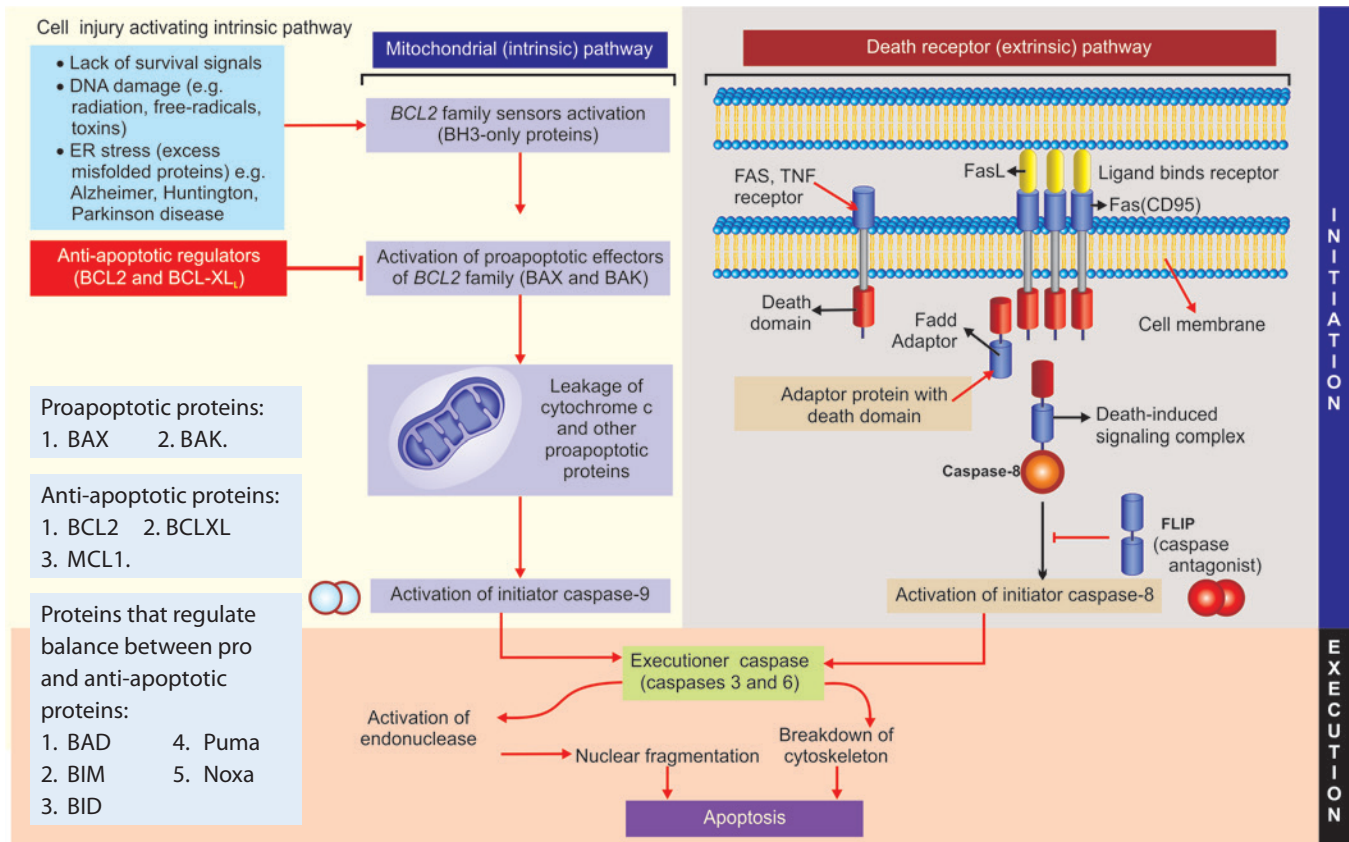 Cell injury activating intrinsic pathway
• Lack of survival signals
• DNA damage (e.g.
radiation, free-radicals,
toxins)
• ER stress (excess
misfolded proteins) e.g.
Alzheimer, Huntington,
Parkinson disease
Anti-apoptotic regulators
(BCL2 and BCL-XLL)
Mitochondrial (intrinsic) pathway
BCL2 family sensors activation
(BH3-only proteins)
Activation of proapoptotic effectors
of BCL2 family (BAX and BAK)
Leakage of
cytochrome c
and other
proapoptotic
proteins
Activation of initiator caspase-9
Proapoptotic proteins:
1. BAX 2. BAK.
Anti-apoptotic proteins:
1. BCL2 2. BCLXL
3. MCL1.
Proteins that regulate
balance between pro
and anti-apoptotic
proteins:
1. BAD 4. Puma
2. BIM 5. Noxa
3. BID
Death receptor (extrinsic) pathway
FAS, TNF
receptor
FasL
Ligand binds receptor
Fas(CD95)
Death
domain
Fadd
Adaptor
Cell membrane
Adaptor protein with
death domain
Death-induced
signaling complex
Caspase-8
FLIP
(caspase
antagonist)
Activation of initiator caspase-8
Executioner caspase
(caspases 3 and 6)
Activation of
endonuclease
Nuclear fragmentation
Breakdown of
cytoskeleton
Apoptosis
INITIATION
EXECUTION